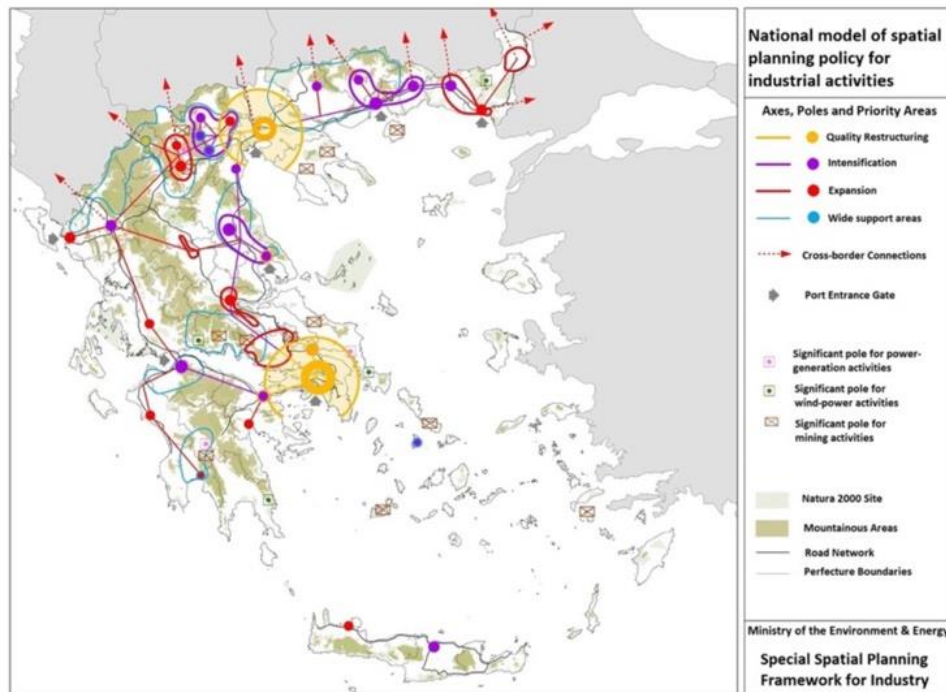 National model of spatial
planning policy for
industrial activities
Axes, Poles and Priority Areas
Quality Restructuring
Intensification
Expansion
Wide support areas
Cross-border Connections
Port Entrance Gate
Significant pole for power-
generation activities
Significant pole for
wind-power activities
Significant pole for
mining activities
Natura 2000 Site
Mountainous Areas
Road Network
Perfecture Boundaries
Ministry of the Environment & Energy
Special Spatial Planning
Framework for Industry